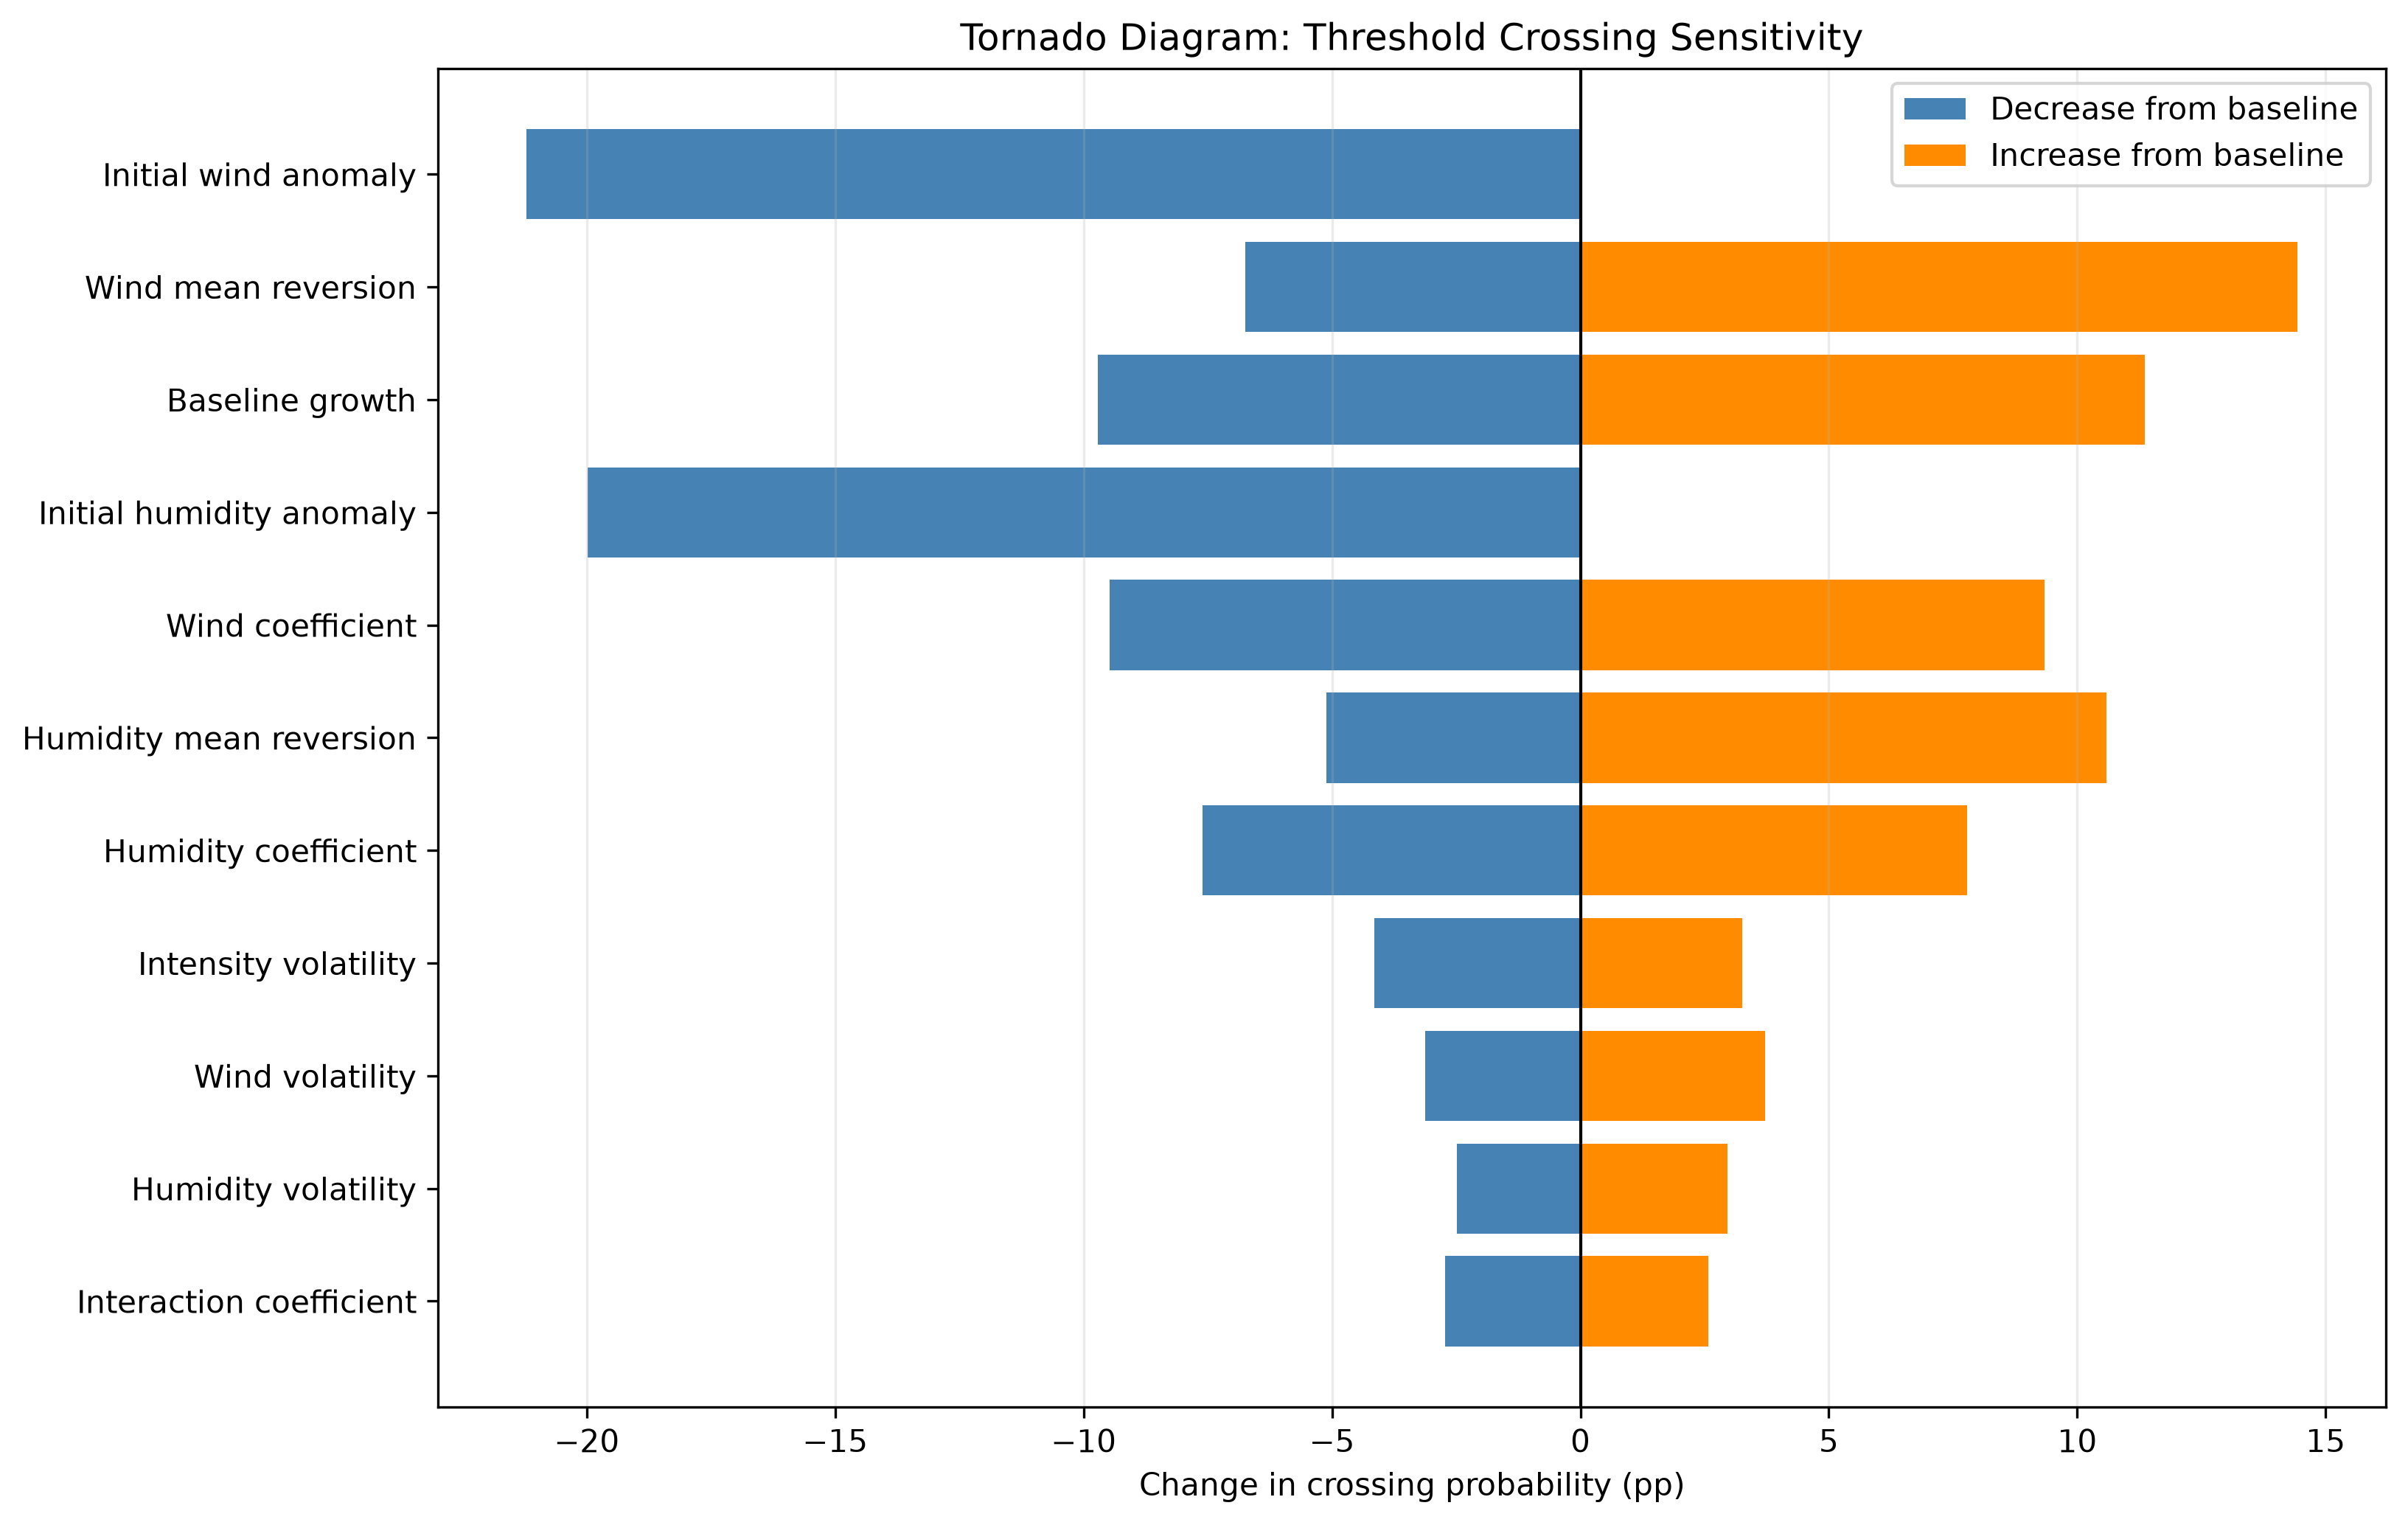 Tornado Diagram: Threshold Crossing Sensitivity
Decrease from baseline
Increase from baseline
Initial wind anomaly
Wind mean reversion
Baseline growth
Initial humidity anomaly
Wind coefficient
Humidity mean reversion
Humidity coefficient
Intensity volatility
Wind volatility
Humidity volatility
Interaction coefficient
−20 −15 −10 −5 0 5 10 15
Change in crossing probability (pp)